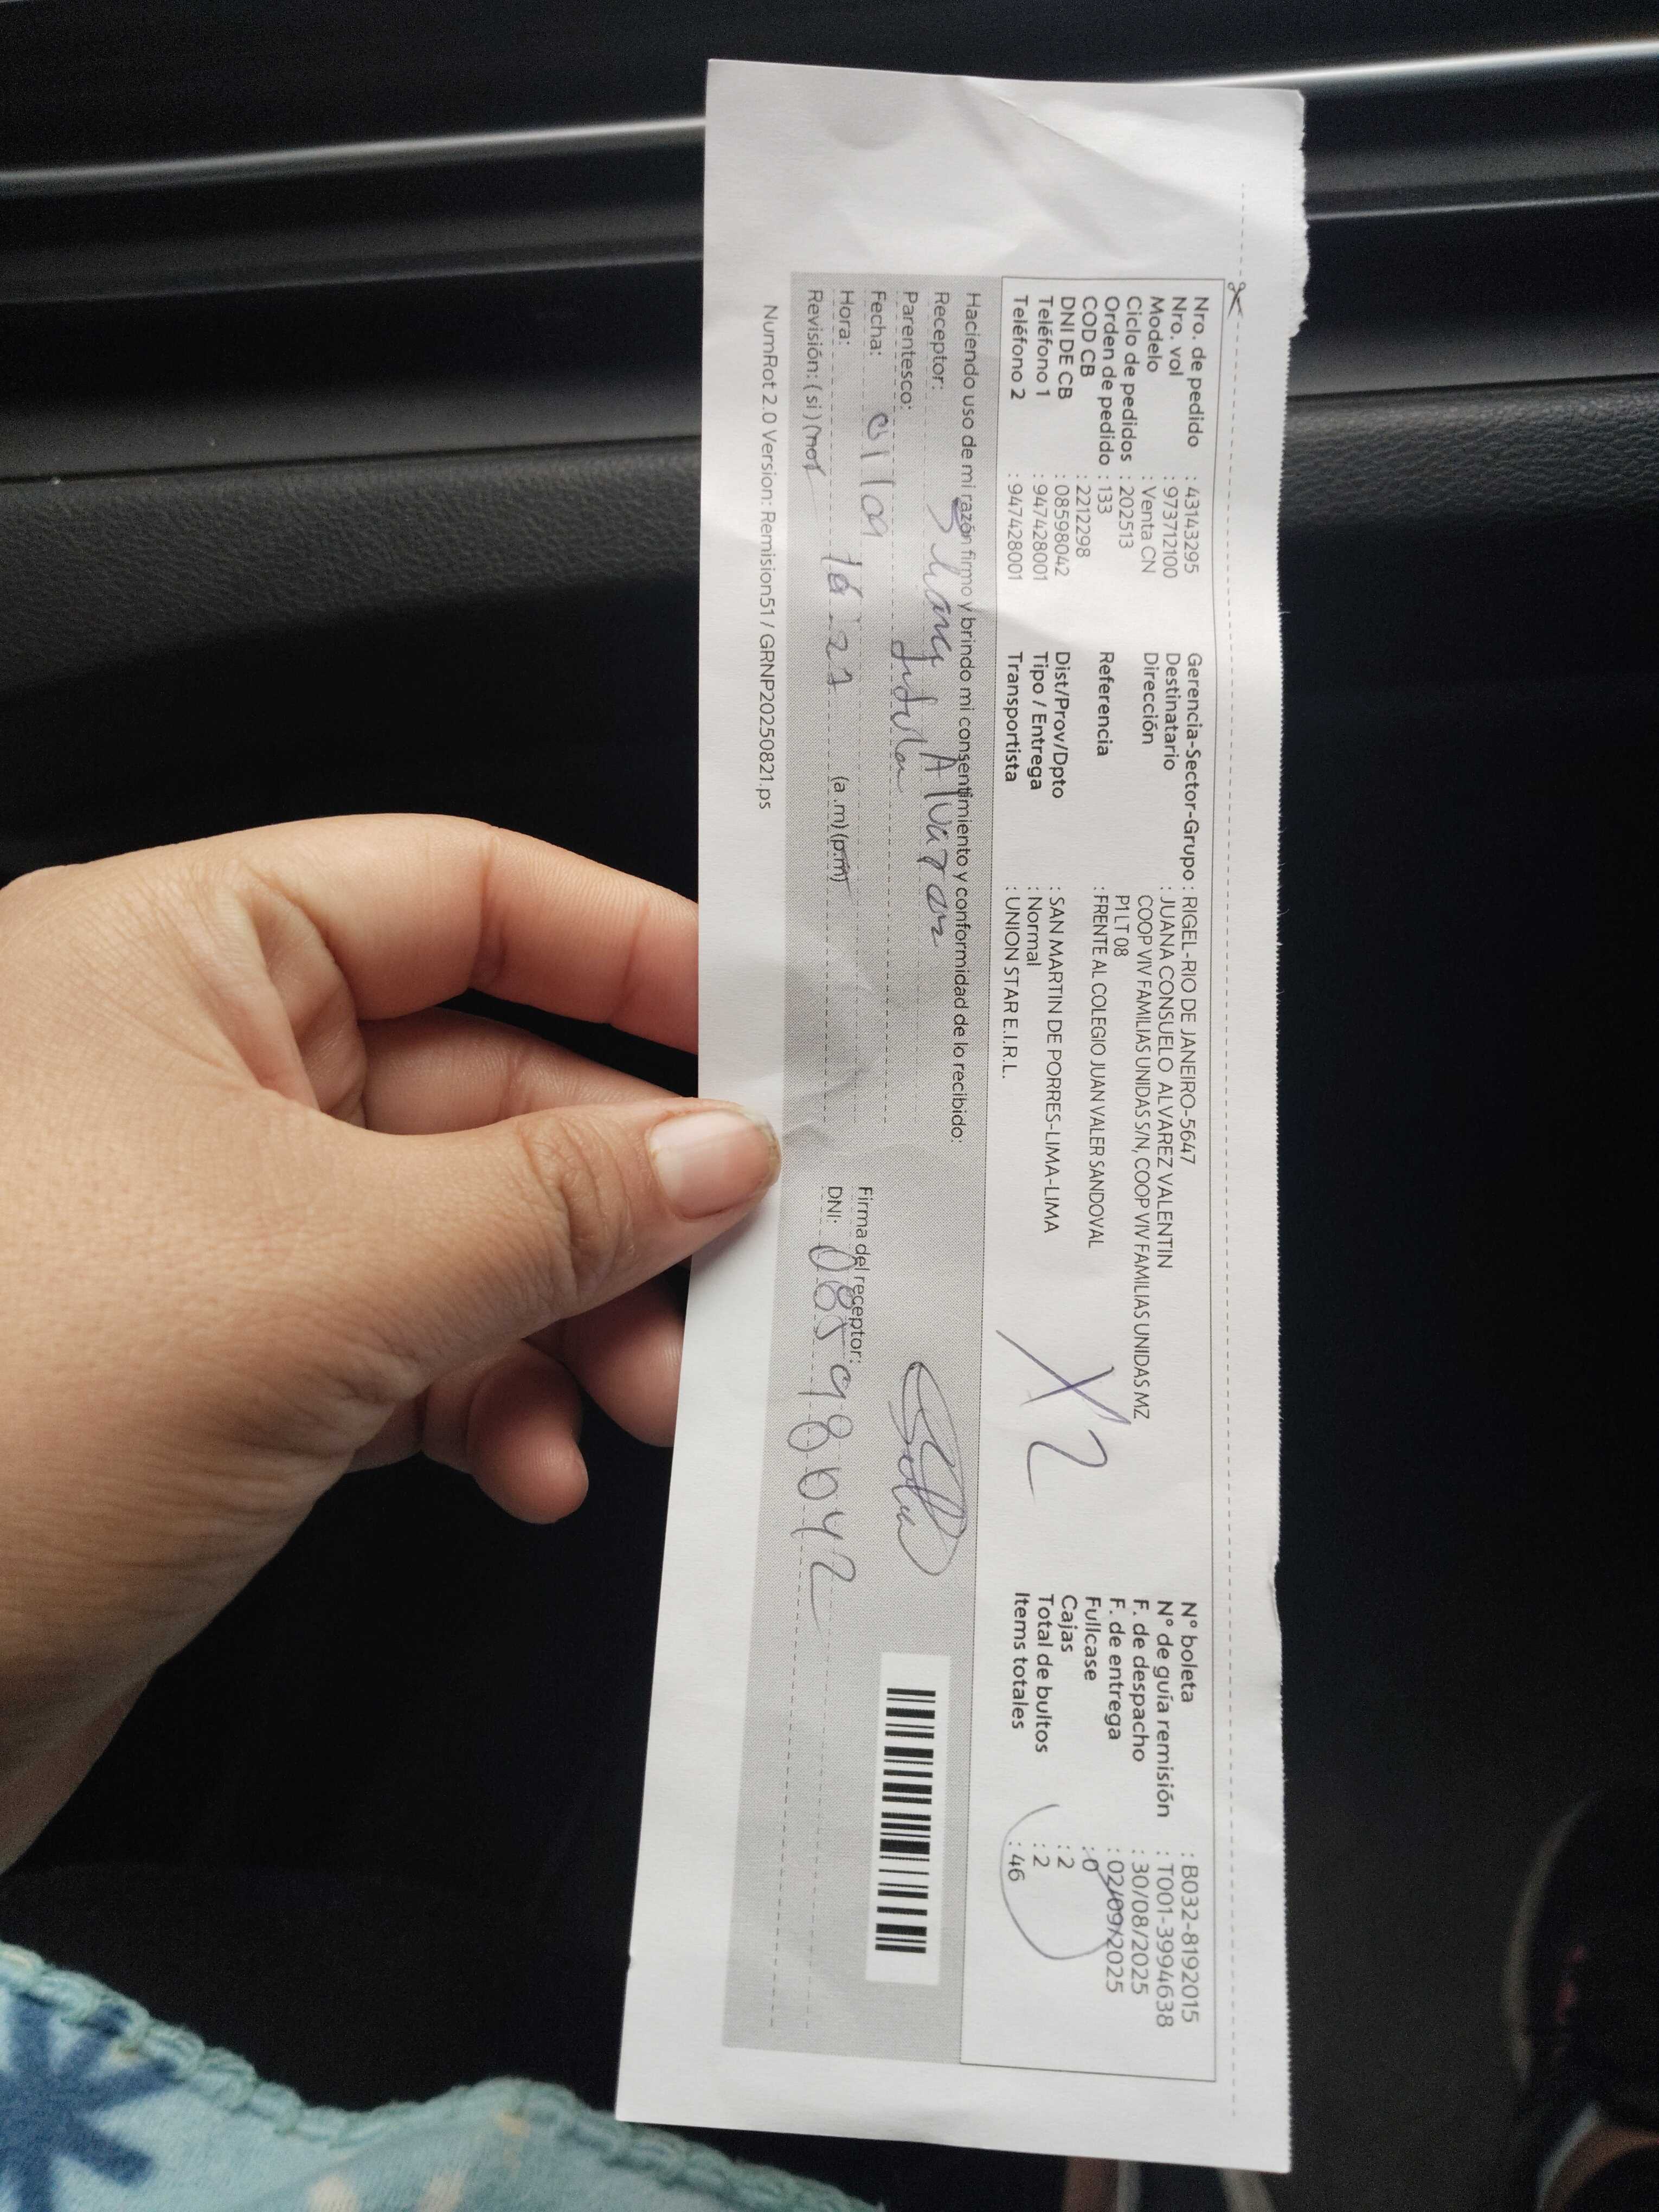 Nro. de pedido : 43143295
Nro. vol : 973712100
Modelo : Venta CN
Ciclo de pedidos : 202513
Orden de pedido : 133
COD CB : 2212298
DNI DE CB : 08598042
Teléfono 1 : 947428001
Teléfono 2 : 947428001
Gerencia-Sector-Grupo : RIGEL-RIO DE JANEIRO-5647
Destinatario : JUANA CONSUELO ALVAREZ VALENTIN
Dirección : COOP VIV FAMILIAS UNIDAS S/N, COOP VIV FAMILIAS UNIDAS MZ
P1 LT 08
Referencia : FRENTE AL COLEGIO JUAN VALER SANDOVAL
Dist/Prov/Dpto : SAN MARTIN DE PORRES-LIMA-LIMA
Tipo / Entrega : Normal
Transportista : UNION STAR E.I.R.L.
X2
N° boleta : B032-8192015
N° de guía remisión : T001-3994638
F. de despacho : 30/08/2025
F. de entrega : 02/09/2025
Fullcase : 0
Cajas : 2
Total de bultos : 2
Items totales : 46
Haciendo uso de mi razón firmo y brindo mi consentimiento y conformidad de lo recibido:
Receptor: Alvarez
Parentesco: titular
Fecha: 01/09
Hora: 16 21 (a .m) (p.m)
Revisión: ( si ) ( no )
Firma del receptor:
DNI: 08598042
NumRot 2.0 Version: Remision51 / GRNP20250821.ps